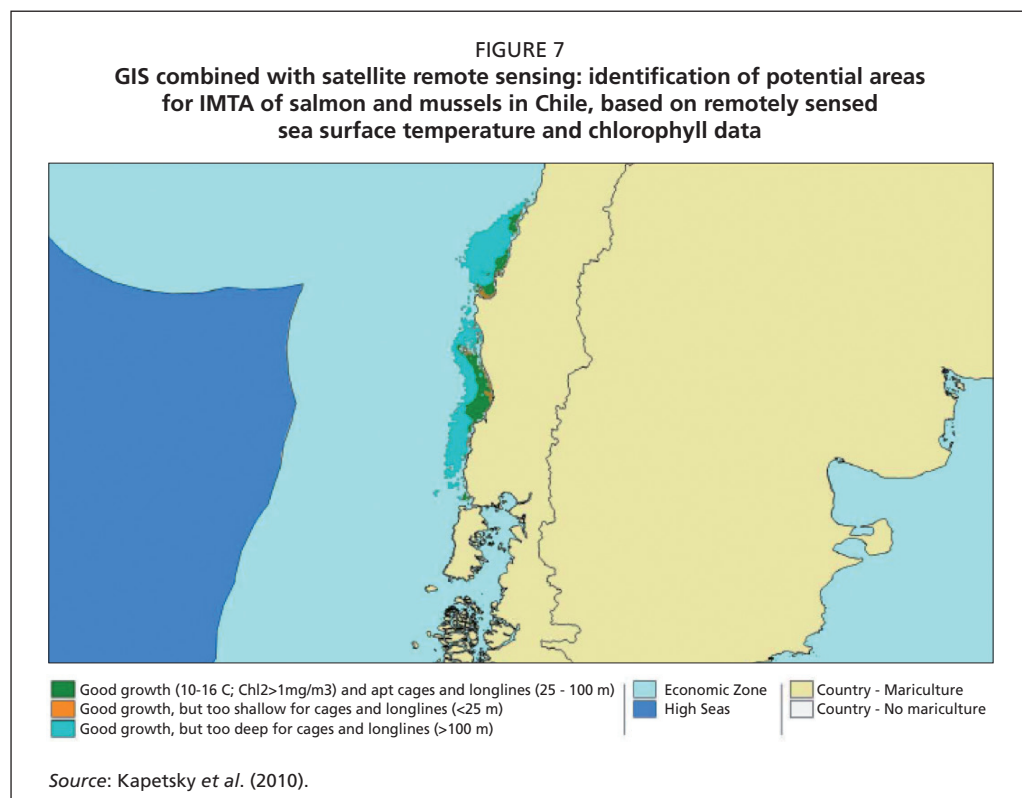 FIGURE 7
GIS combined with satellite remote sensing: identification of potential areas
for IMTA of salmon and mussels in Chile, based on remotely sensed
sea surface temperature and chlorophyll data
Good growth (10-16 C; Chl2>1mg/m3) and apt cages and longlines (25 - 100 m)
Good growth, but too shallow for cages and longlines (<25 m)
Good growth, but too deep for cages and longlines (>100 m)
Economic Zone
High Seas
Country - Mariculture
Country - No mariculture
Source: Kapetsky et al. (2010).